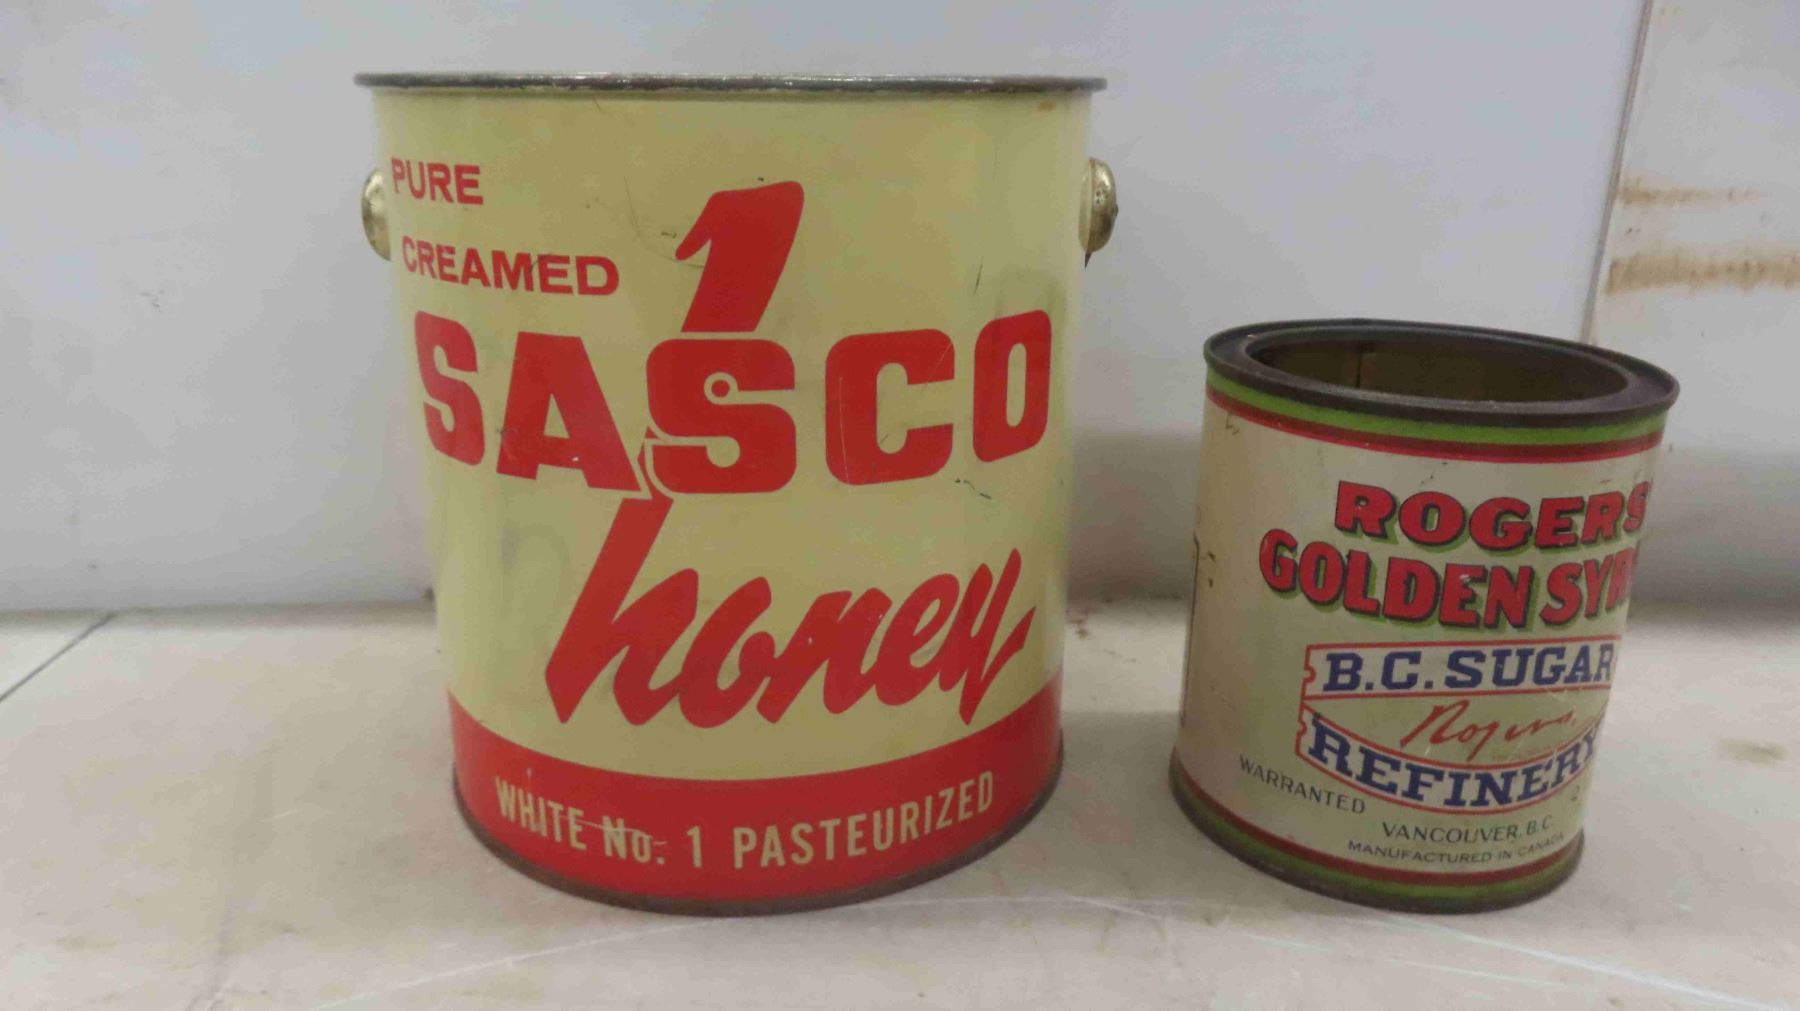 PURE
CREAMED
1
SASCO
honey
WHITE No. 1 PASTEURIZED
ROGERS'
GOLDEN SYR
B.C. SUGAR
Rogers
REFINERY
WARRANTED
VANCOUVER, B.C.
MANUFACTURED IN CANADA